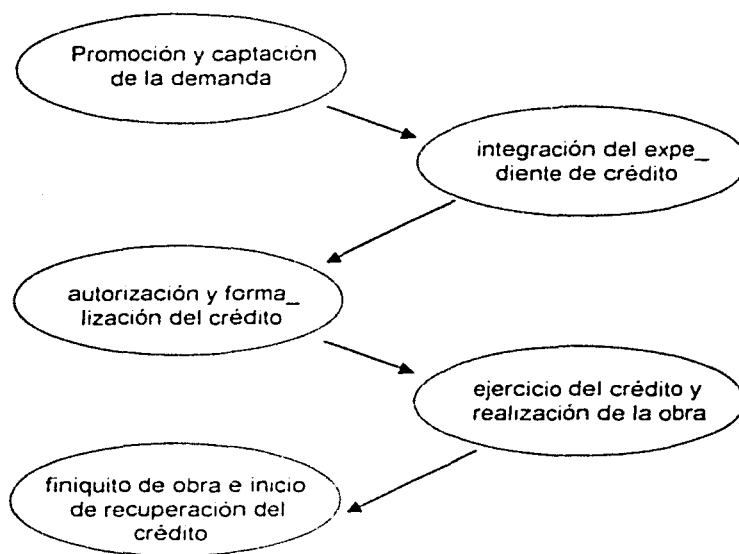 Promoción y captación
de la demanda
integración del expe_
diente de crédito
autorización y forma_
lización del crédito
ejercicio del crédito y
realización de la obra
finiquito de obra e inicio
de recuperación del
crédito